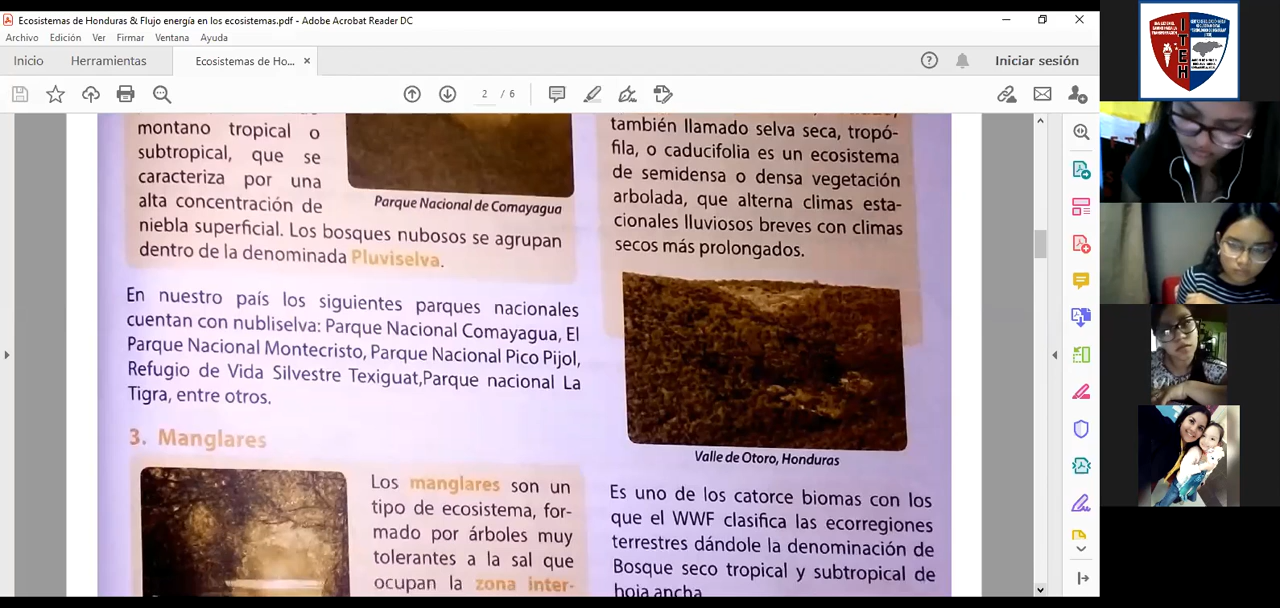 Ecosistemas de Honduras & Flujo energía en los ecosistemas.pdf - Adobe Acrobat Reader DC
Archivo Edición Ver Firmar Ventana Ayuda
Inicio Herramientas Ecosistemas de Ho... × Iniciar sesión
2 / 6
montano tropical o
subtropical, que se
caracteriza por una
alta concentración de
niebla superficial. Los bosques nubosos se agrupan
dentro de la denominada Pluviselva.
Parque Nacional de Comayagua
En nuestro país los siguientes parques nacionales
cuentan con nubliselva: Parque Nacional Comayagua, El
Parque Nacional Montecristo, Parque Nacional Pico Pijol,
Refugio de Vida Silvestre Texiguat,Parque nacional La
Tigra, entre otros.
3. Manglares
Los manglares son un
tipo de ecosistema, for-
mado por árboles muy
tolerantes a la sal que
ocupan la zona inter-
también llamado selva seca, tropó-
fila, o caducifolia es un ecosistema
de semidensa o densa vegetación
arbolada, que alterna climas esta-
cionales lluviosos breves con climas
secos más prolongados.
Valle de Otoro, Honduras
Es uno de los catorce biomas con los
que el WWF clasifica las ecorregiones
terrestres dándole la denominación de
Bosque seco tropical y subtropical de
hoja ancha
ITEH